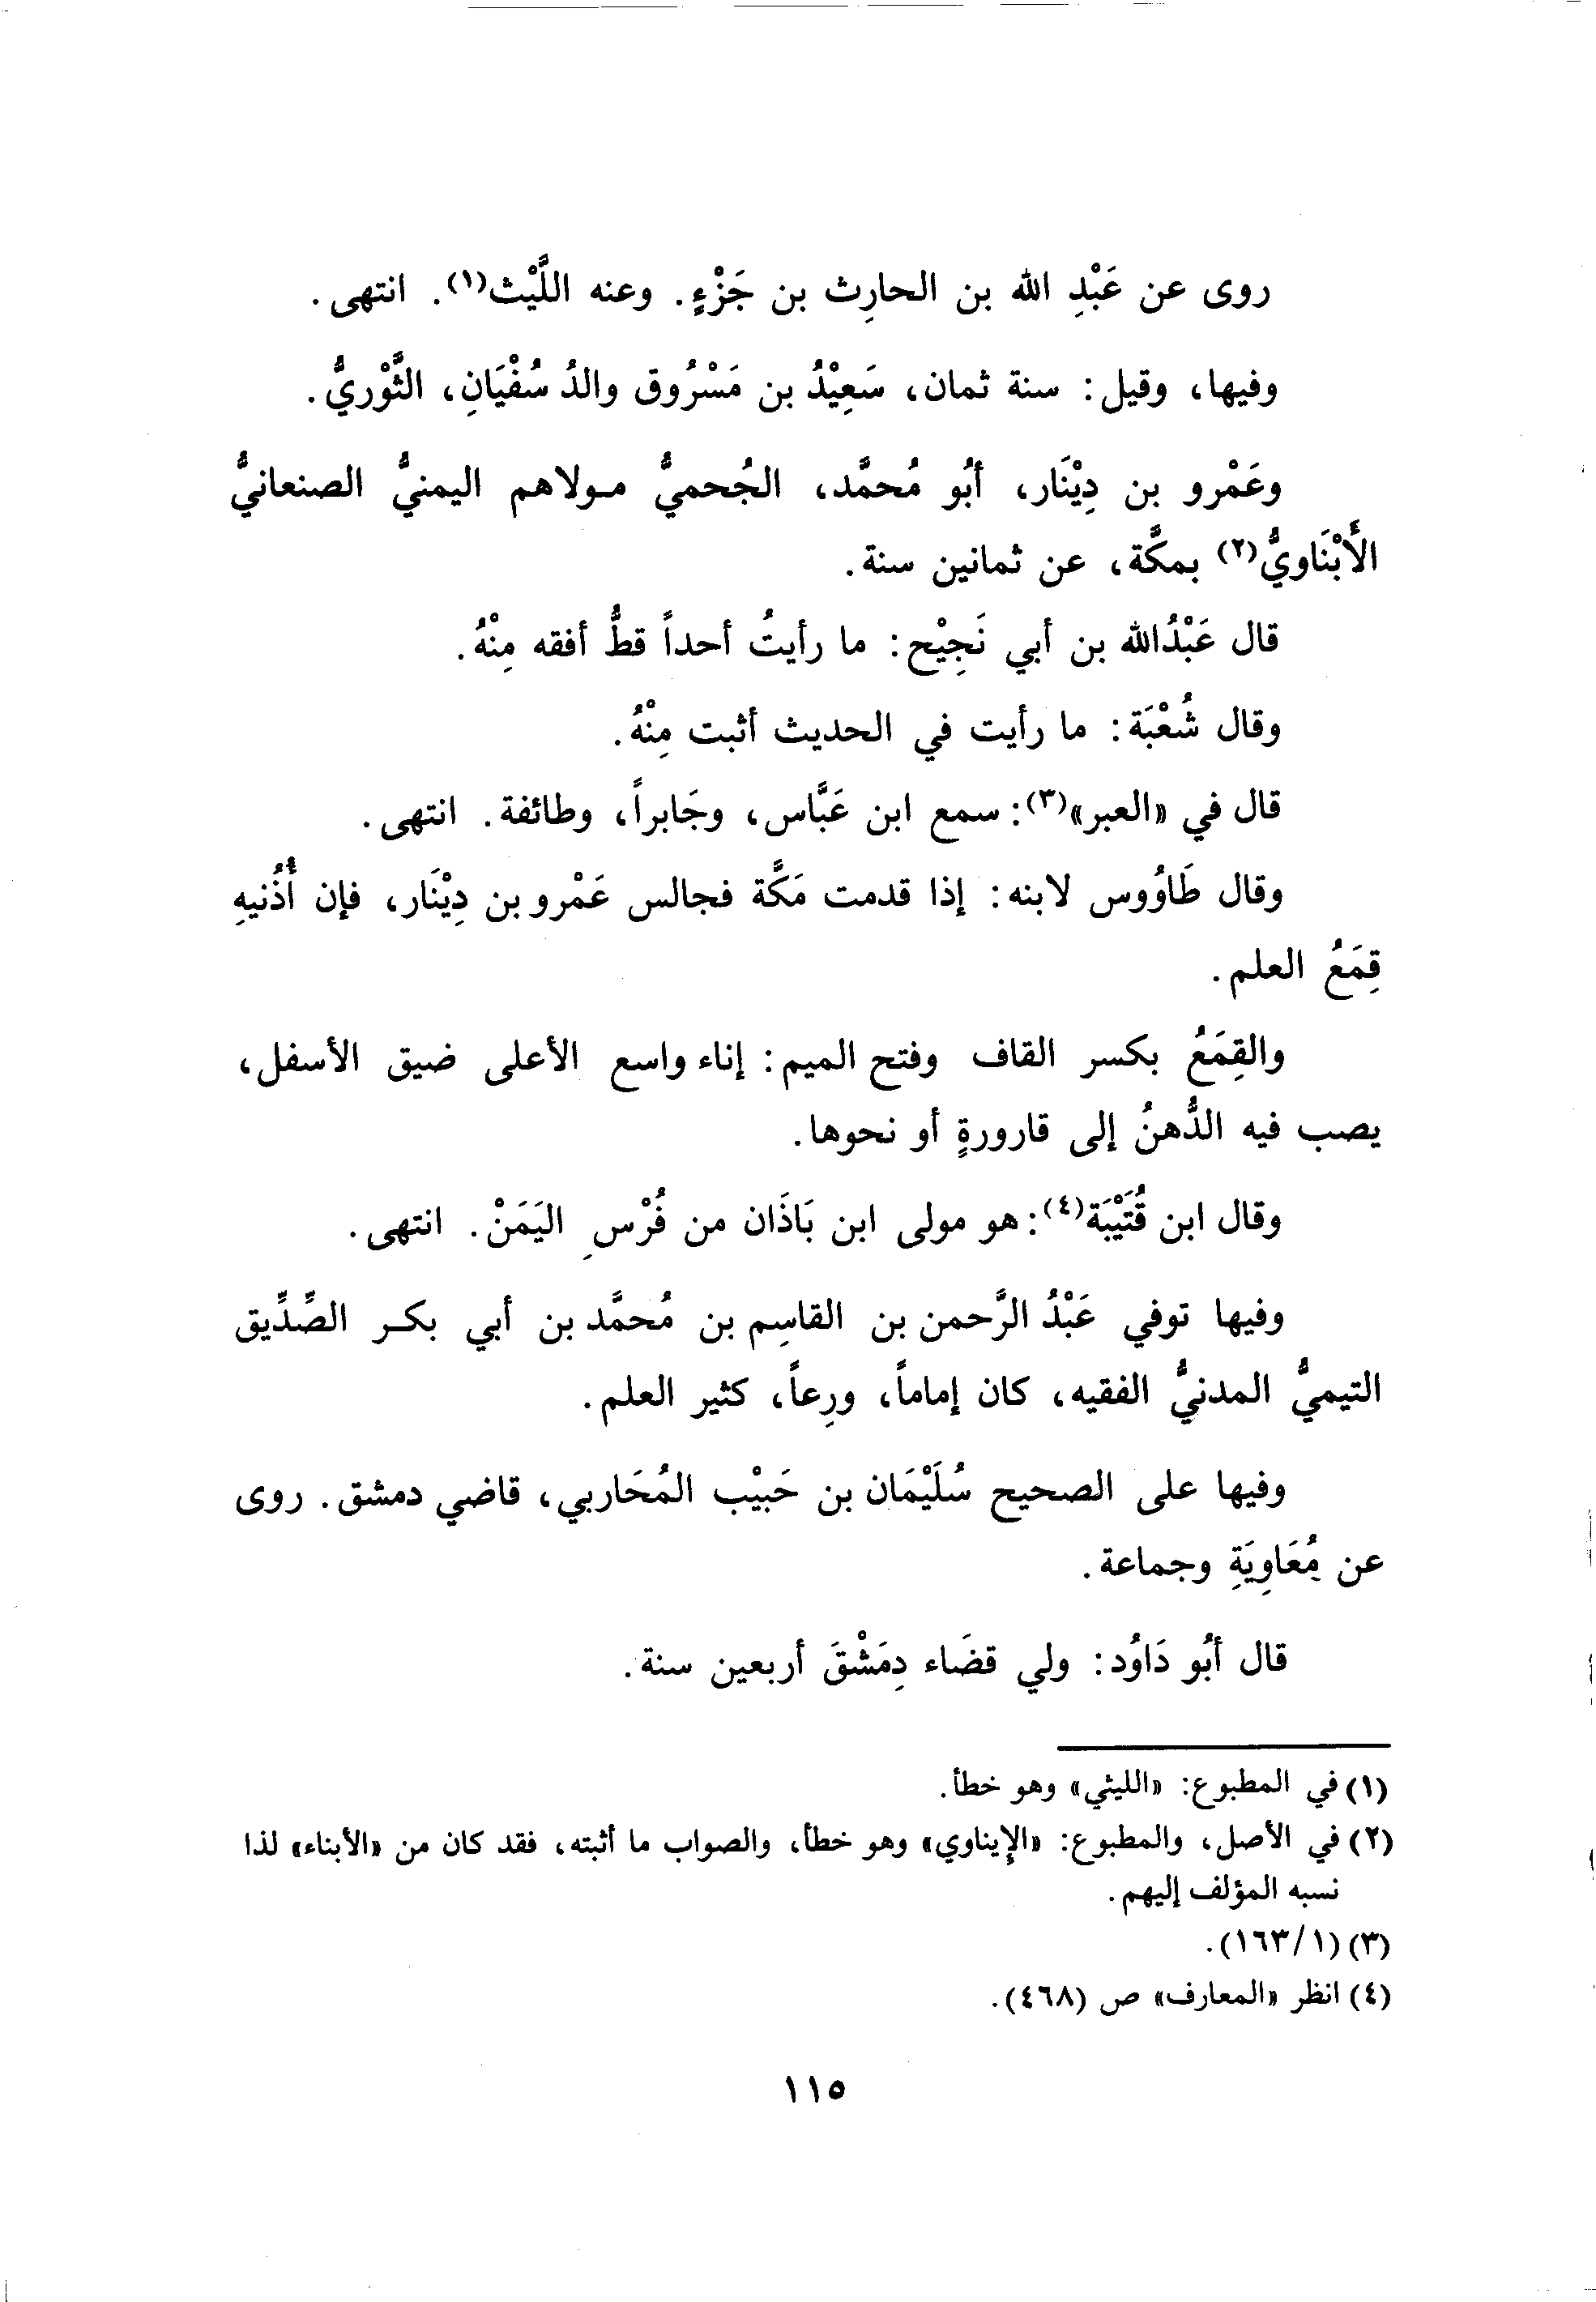 روى عن عَبْدِ الله بن الحارِث بن جَزْءٍ. وعنه اللَّيْث(١). انتهى.
وفيها، وقيل: سنة ثمان، سَعِيْدُ بن مَسْرُوق والدُ سُفْيَانِ، الثَّوْريُّ.
وعَمْرو بن دِيْنَار، أبُو مُحمَّد، الجُحميُّ مـولاهم اليمنيُّ الصنعانيُّ
الأَبْنَاويُّ(٢) بمكَّة، عن ثمانين سنة.
قال عَبْدُالله بن أبي نَجِيْح: ما رأيتُ أحداً قطُّ أفقه مِنْهُ.
وقال شُعْبَة: ما رأيت في الحديث أثبت مِنْهُ.
قال في «العبر»(٣): سمع ابن عَبَّاس، وجَابراً، وطائفة. انتهى.
وقال طَاوُوس لابنه: إذا قدمت مَكَّة فجالس عَمْرو بن دِيْنَار، فإن أُذُنيهِ
قِمَعُ العلم.
والقِمَعُ بكسر القاف وفتح الميم: إناء واسع الأعلى ضيق الأسفل،
يصب فيه الدُّهنُ إلى قارورةٍ أو نحوها.
وقال ابن قُتَيْبَة(٤): هو مولى ابن بَاذَان من فُرْسِ اليَمَنْ. انتهى.
وفيها توفي عَبْدُ الرَّحمن بن القاسِم بن مُحمَّد بن أبي بكـر الصِّدِّيق
التيميُّ المدنيُّ الفقيه، كان إماماً، ورِعاً، كثير العلم.
وفيها على الصحيح سُلَيْمَان بن حَبيْب المُحَاربي، قاضي دمشق. روى
عن مُعَاوِيَةِ وجماعة.
قال أبُو دَاوُد: ولي قضَاء دِمَشْقَ أربعين سنة.
(١) في المطبوع: «الليثي» وهو خطأ.
(٢) في الأصل، والمطبوع: «الإيناوي» وهو خطأ، والصواب ما أثبته، فقد كان من «الأبناء» لذا
نسبه المؤلف إليهم.
(٣) (١/١٦٣).
(٤) انظر «المعارف» ص (٤٦٨).
١١٥